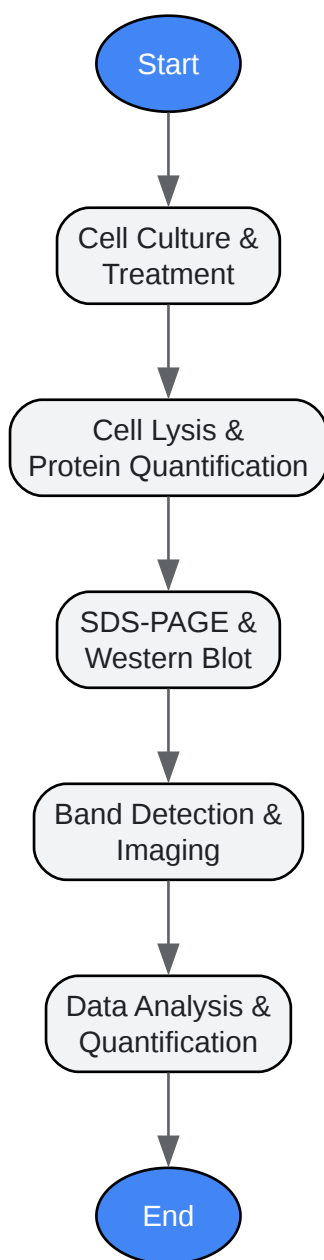 Start
Cell Culture &
Treatment
Cell Lysis &
Protein Quantification
SDS-PAGE &
Western Blot
Band Detection &
Imaging
Data Analysis &
Quantification
End